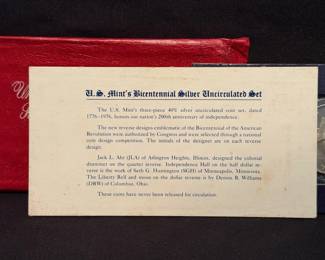 U.S. Mint's Bicentennial Silver Uncirculated Set
The U.S. Mint's three-piece 40% silver uncirculated coin set, dated
1776-1976, honors our nation's 200th anniversary of independence.
The new reverse designs emblematic of the Bicentennial of the American
Revolution were authorized by Congress and were selected through a national
coin design competition. The initials of the designer are on each reverse
design.
Jack L. Ahr (JLA) of Arlington Heights, Illinois, designed the colonial
drummer on the quarter reverse. Independence Hall on the half dollar re-
verse is the work of Seth G. Huntington (SGH) of Minneapolis, Minnesota.
The Liberty Bell and moon on the dollar reverse is by Dennis R. Williams
(DRW) of Columbus, Ohio.
These coins have never been released for circulation.